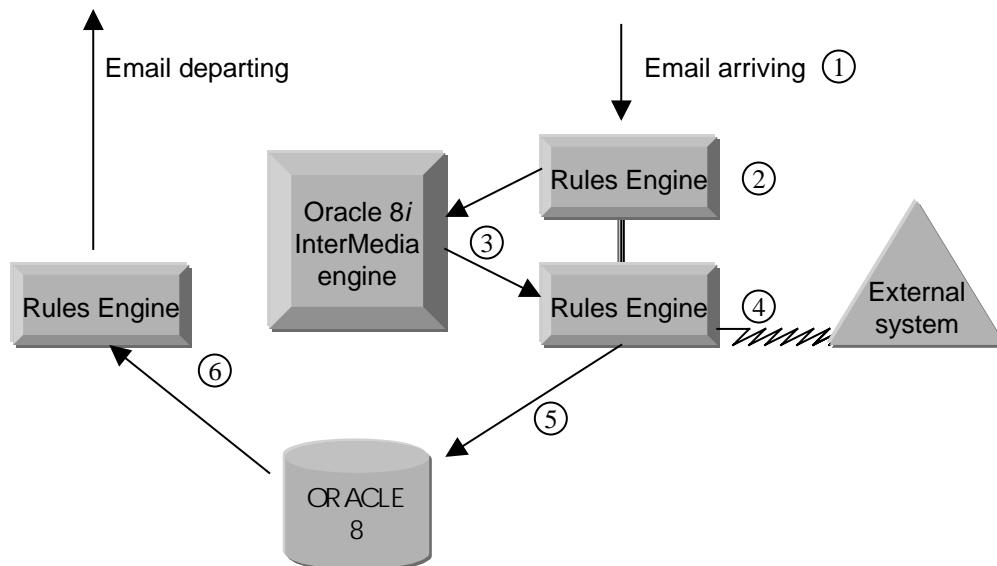 Email departing
Email arriving ①
Rules Engine ②
Oracle 8i
InterMedia
engine
③
Rules Engine
Rules Engine
④
External
system
⑥
⑤
ORACLE
8